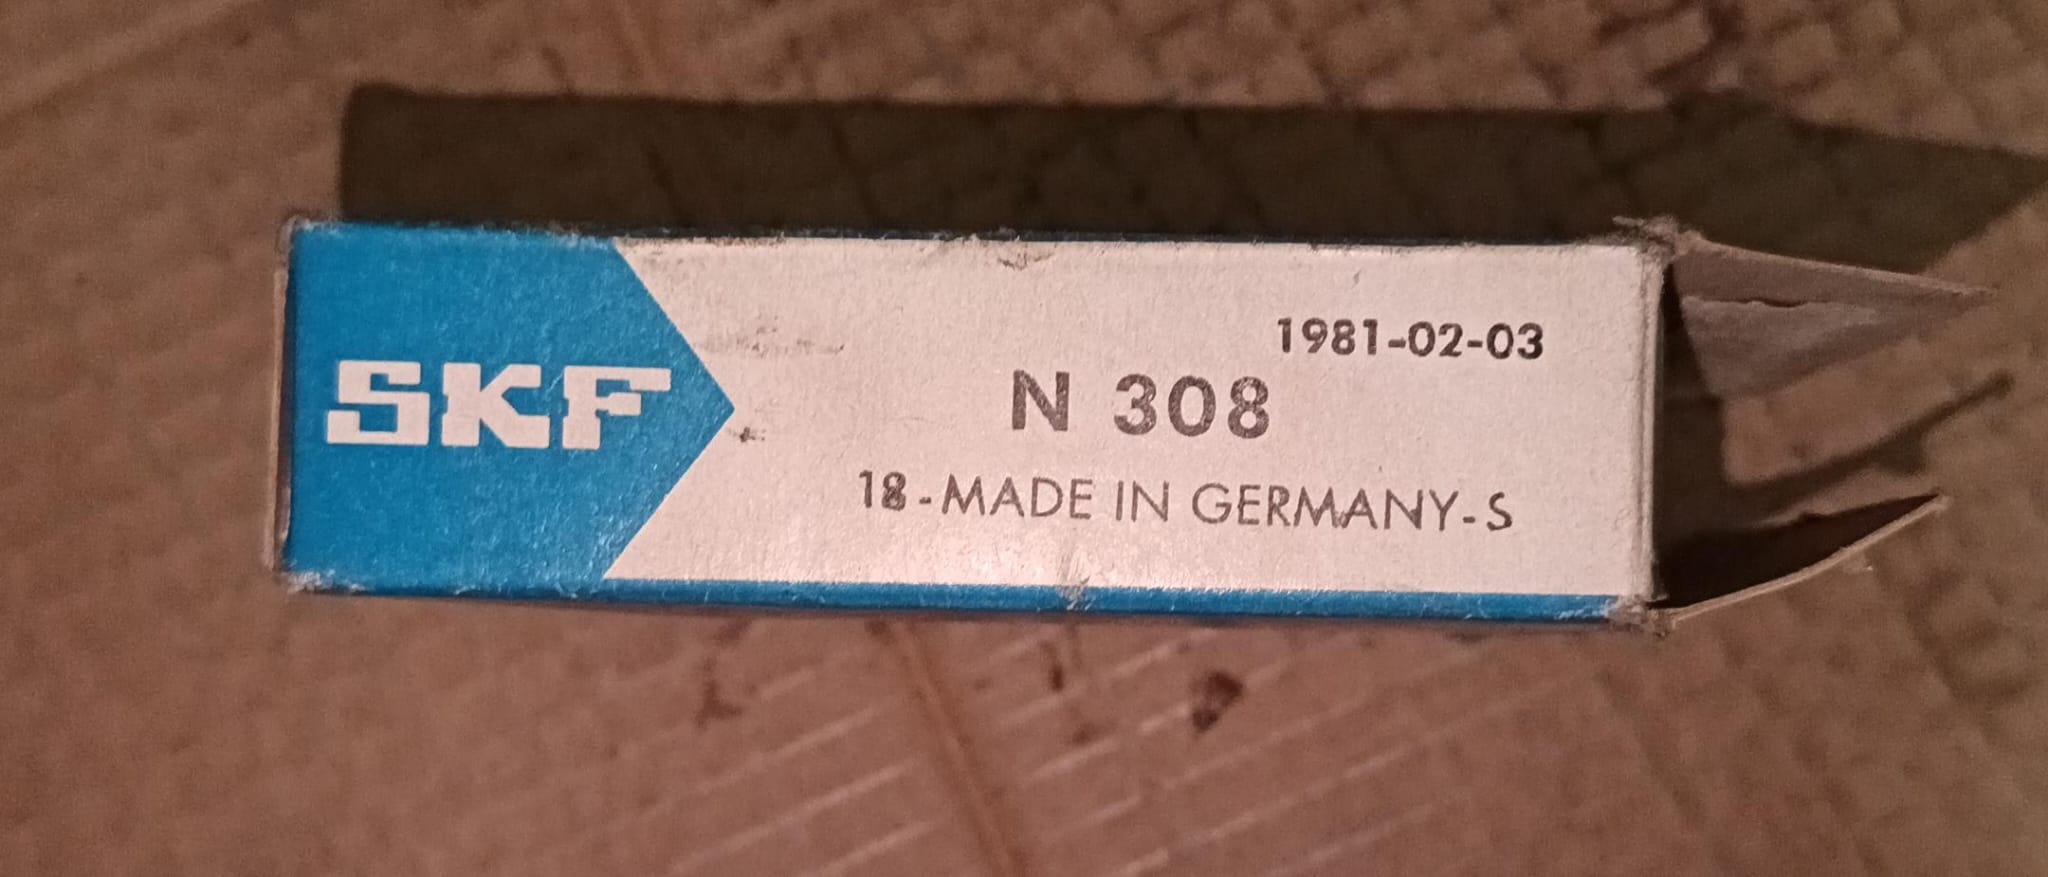 SKF
1981-02-03
N 308
18-MADE IN GERMANY-S